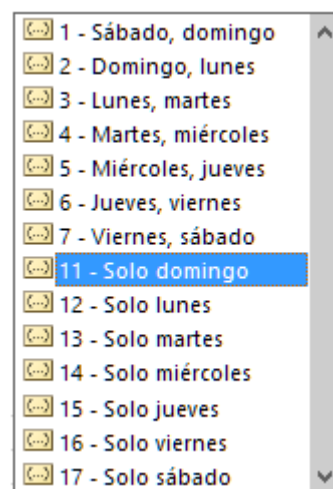 (...) 1 - Sábado, domingo
(...) 2 - Domingo, lunes
(...) 3 - Lunes, martes
(...) 4 - Martes, miércoles
(...) 5 - Miércoles, jueves
(...) 6 - Jueves, viernes
(...) 7 - Viernes, sábado
(...) 11 - Solo domingo
(...) 12 - Solo lunes
(...) 13 - Solo martes
(...) 14 - Solo miércoles
(...) 15 - Solo jueves
(...) 16 - Solo viernes
(...) 17 - Solo sábado